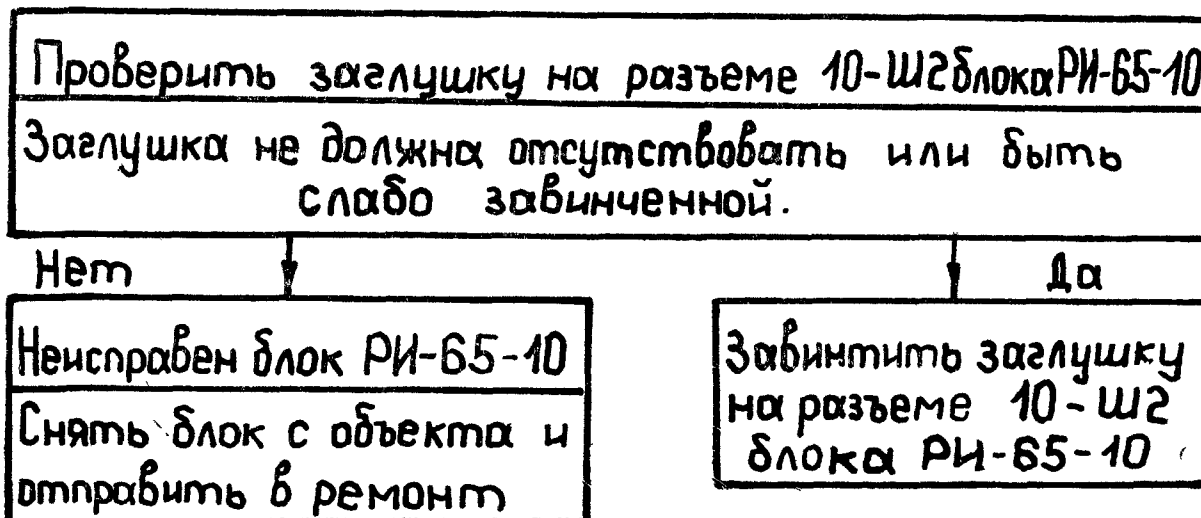 Проверить заглушку на разъеме 10-Ш2 блока РИ-65-10
Заглушка не должна отсутствовать или быть
слабо завинченной.
Нет
Да
Неисправен блок РИ-65-10
Снять блок с объекта и
отправить в ремонт
Завинтить заглушку
на разъеме 10-Ш2
блока РИ-65-10